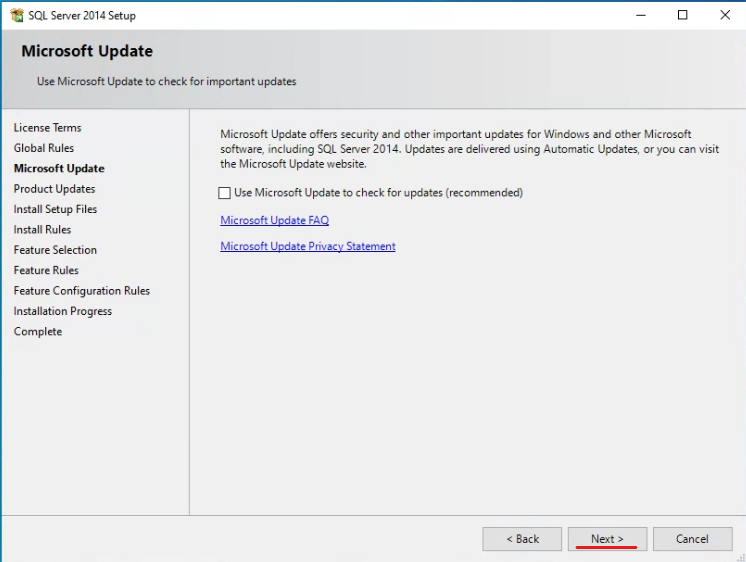 SQL Server 2014 Setup
Microsoft Update
Use Microsoft Update to check for important updates
License Terms
Global Rules
Microsoft Update
Product Updates
Install Setup Files
Install Rules
Feature Selection
Feature Rules
Feature Configuration Rules
Installation Progress
Complete
Microsoft Update offers security and other important updates for Windows and other Microsoft
software, including SQL Server 2014. Updates are delivered using Automatic Updates, or you can visit
the Microsoft Update website.
Use Microsoft Update to check for updates (recommended)
Microsoft Update FAQ
Microsoft Update Privacy Statement
< Back
Next >
Cancel